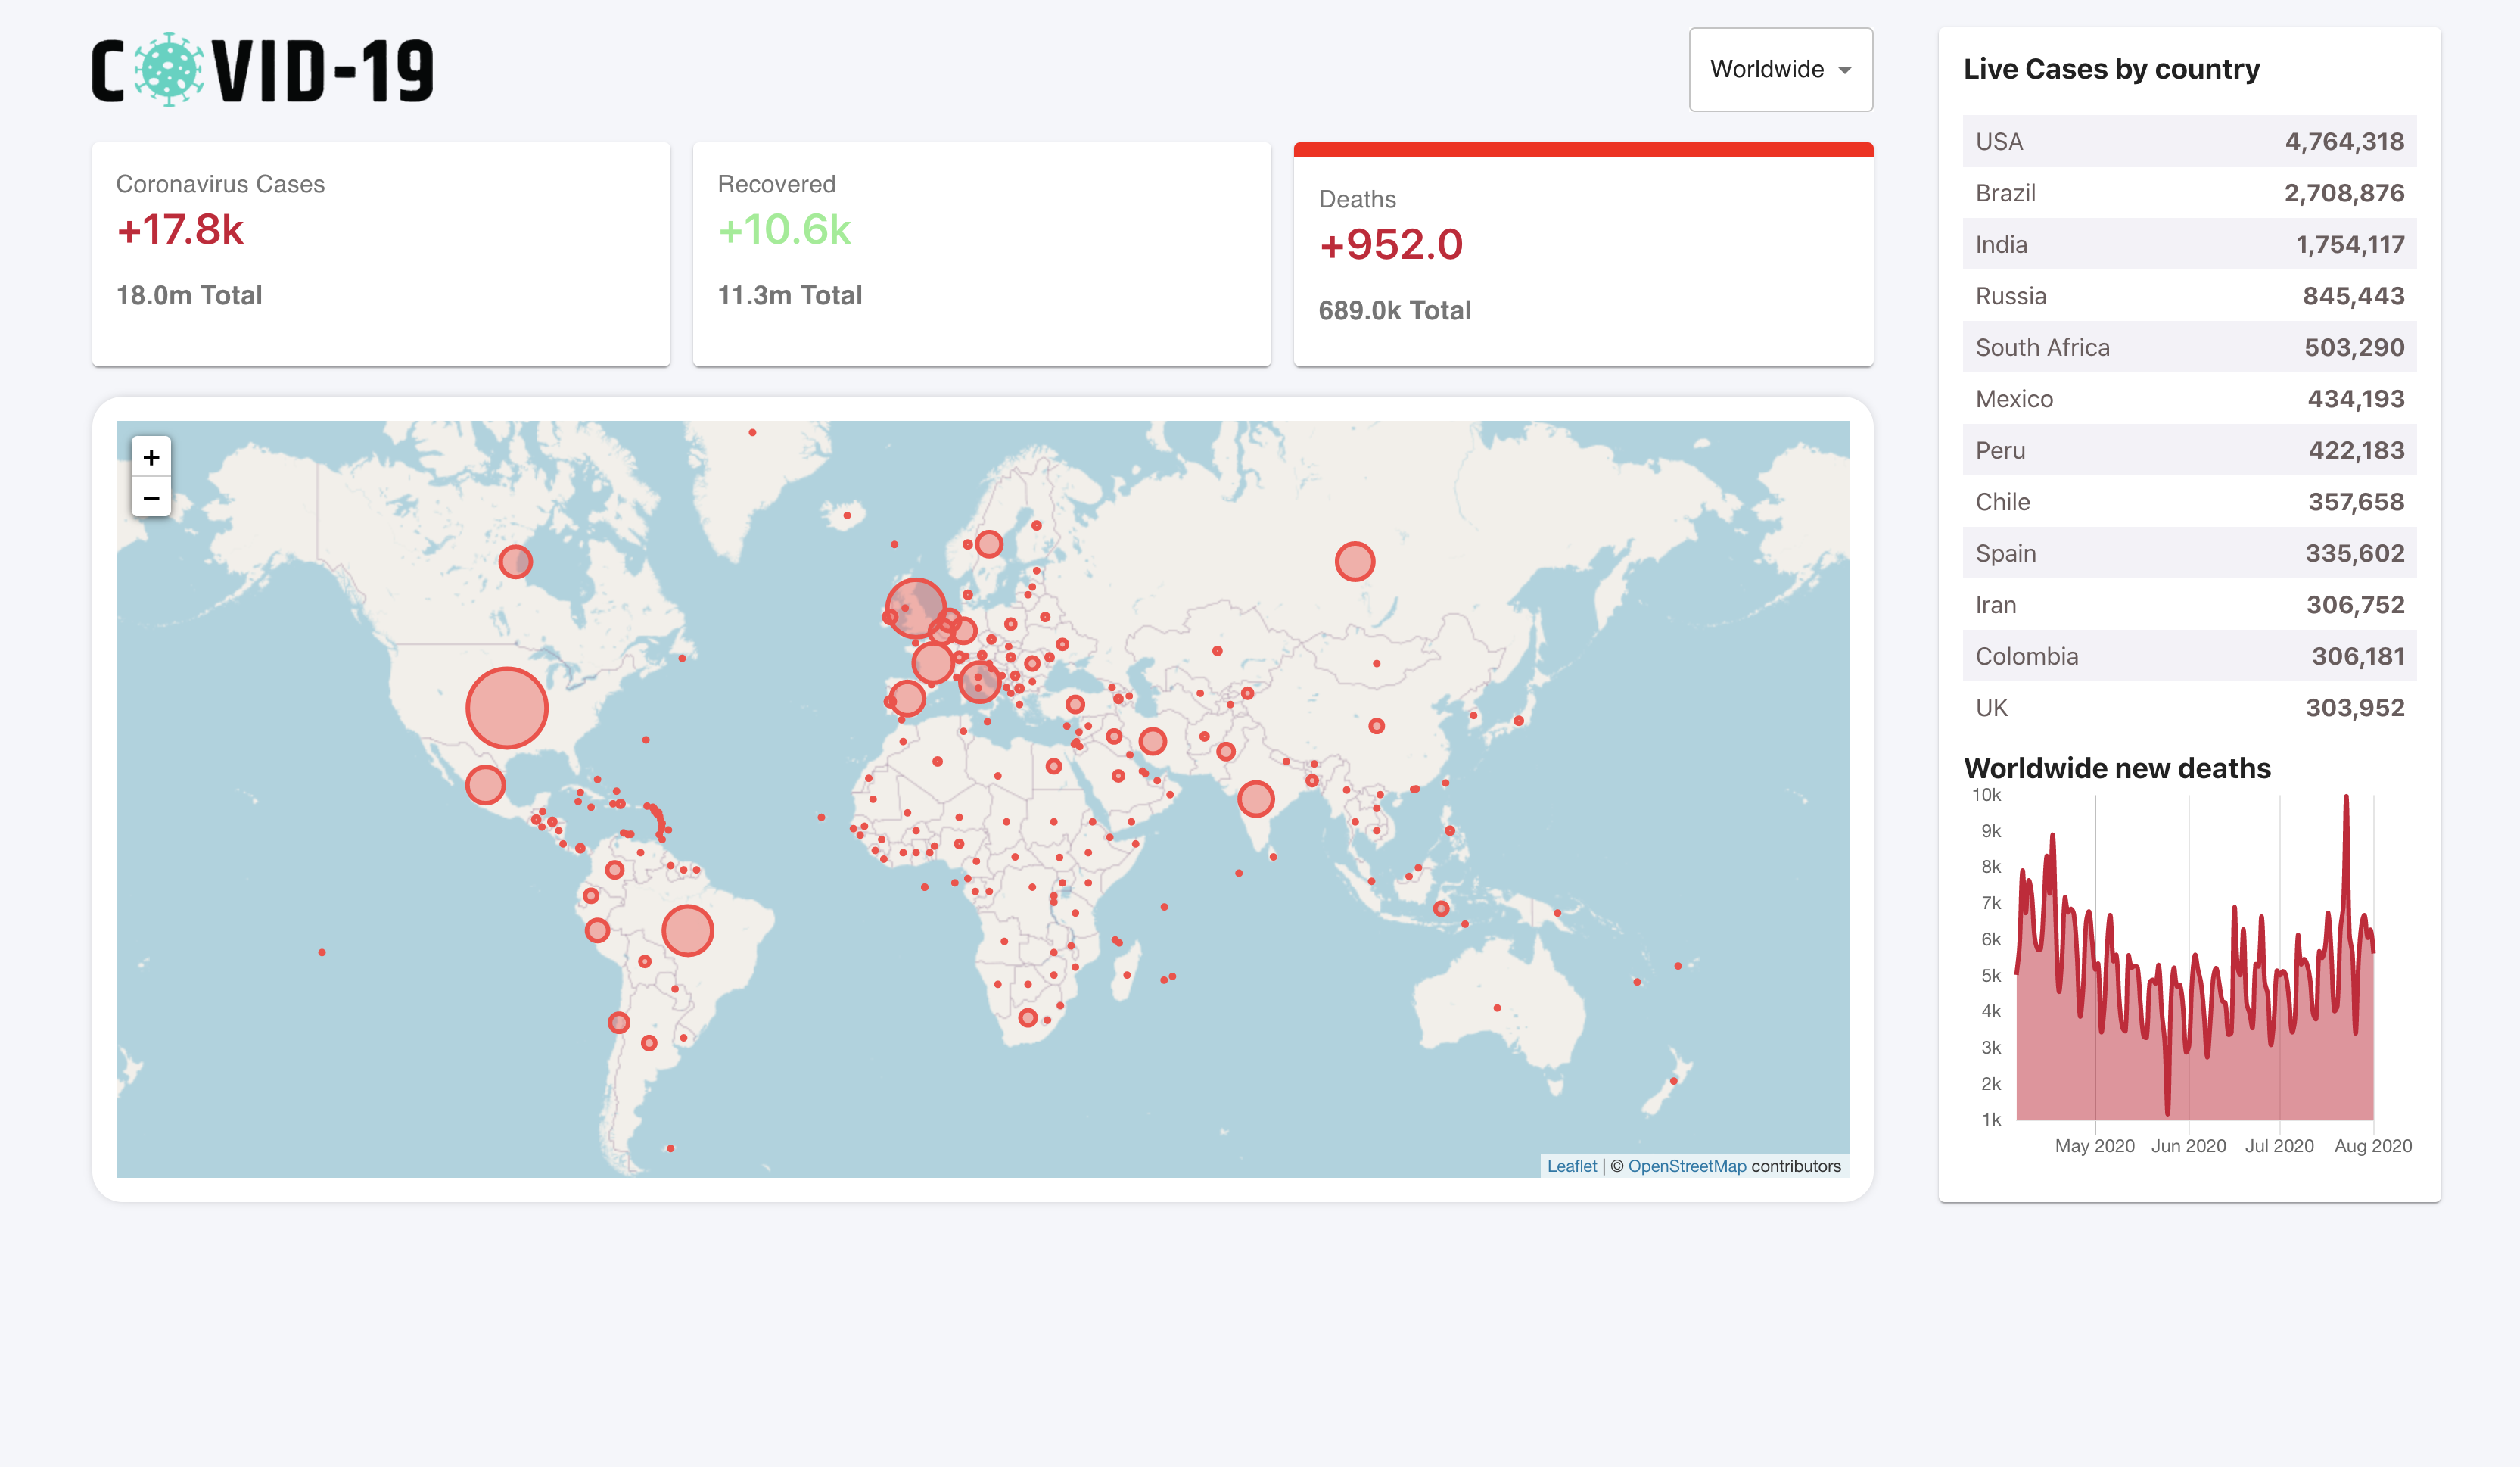 COVID-19
Worldwide
Coronavirus Cases
+17.8k
18.0m Total
Recovered
+10.6k
11.3m Total
Deaths
+952.0
689.0k Total
+
−
Leaflet | © OpenStreetMap contributors
Live Cases by country
USA 4,764,318
Brazil 2,708,876
India 1,754,117
Russia 845,443
South Africa 503,290
Mexico 434,193
Peru 422,183
Chile 357,658
Spain 335,602
Iran 306,752
Colombia 306,181
UK 303,952
Worldwide new deaths
10k
9k
8k
7k
6k
5k
4k
3k
2k
1k
May 2020 Jun 2020 Jul 2020 Aug 2020